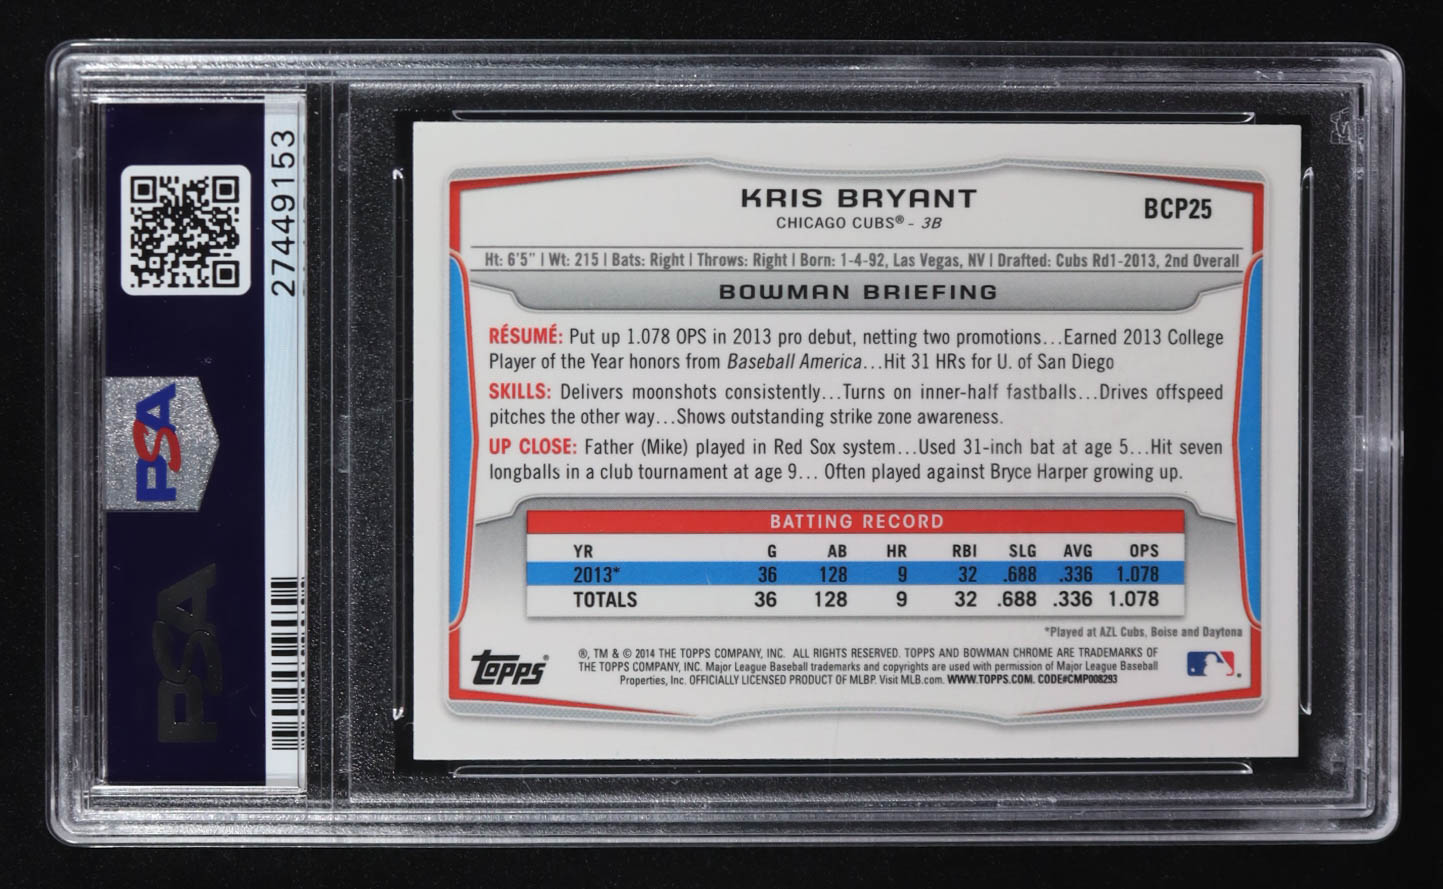 27449153
PSA
PSA
KRIS BRYANT
CHICAGO CUBS® - 3B
BCP25
Ht: 6'5" | Wt: 215 | Bats: Right | Throws: Right | Born: 1-4-92, Las Vegas, NV | Drafted: Cubs Rd1-2013, 2nd Overall
BOWMAN BRIEFING
RÉSUMÉ: Put up 1.078 OPS in 2013 pro debut, netting two promotions...Earned 2013 College
Player of the Year honors from Baseball America...Hit 31 HRs for U. of San Diego
SKILLS: Delivers moonshots consistently...Turns on inner-half fastballs...Drives offspeed
pitches the other way...Shows outstanding strike zone awareness.
UP CLOSE: Father (Mike) played in Red Sox system...Used 31-inch bat at age 5...Hit seven
longballs in a club tournament at age 9... Often played against Bryce Harper growing up.
BATTING RECORD
YR G AB HR RBI SLG AVG OPS
2013* 36 128 9 32 .688 .336 1.078
TOTALS 36 128 9 32 .688 .336 1.078
*Played at AZL Cubs, Boise and Daytona
Topps®
®, TM & © 2014 THE TOPPS COMPANY, INC. ALL RIGHTS RESERVED. TOPPS AND BOWMAN CHROME ARE TRADEMARKS OF
THE TOPPS COMPANY, INC. Major League Baseball trademarks and copyrights are used with permission of Major League Baseball
Properties, Inc. OFFICIALLY LICENSED PRODUCT OF MLBP. Visit MLB.com. WWW.TOPPS.COM. CODE#CMP008293